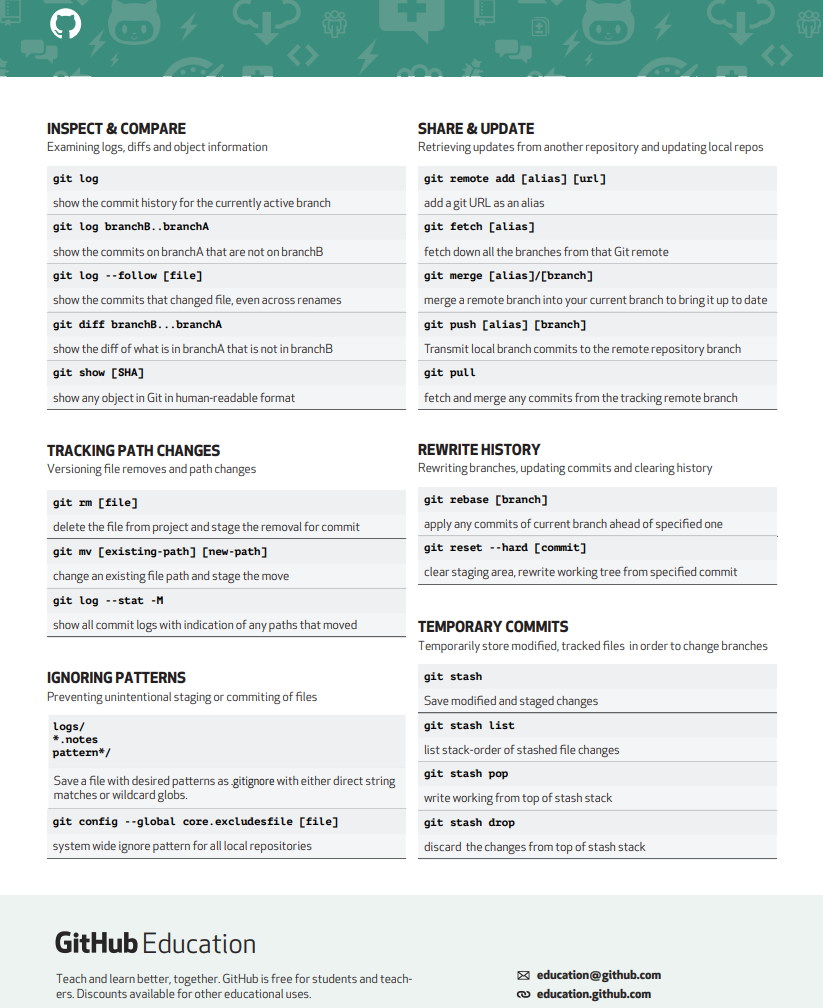 INSPECT & COMPARE
Examining logs, diffs and object information
git log
show the commit history for the currently active branch
git log branchB..branchA
show the commits on branchA that are not on branchB
git log --follow [file]
show the commits that changed file, even across renames
git diff branchB...branchA
show the diff of what is in branchA that is not in branchB
git show [SHA]
show any object in Git in human-readable format
TRACKING PATH CHANGES
Versioning file removes and path changes
git rm [file]
delete the file from project and stage the removal for commit
git mv [existing-path] [new-path]
change an existing file path and stage the move
git log --stat -M
show all commit logs with indication of any paths that moved
IGNORING PATTERNS
Preventing unintentional staging or commiting of files
logs/
*.notes
pattern*/
Save a file with desired patterns as .gitignore with either direct string
matches or wildcard globs.
git config --global core.excludesfile [file]
system wide ignore pattern for all local repositories
SHARE & UPDATE
Retrieving updates from another repository and updating local repos
git remote add [alias] [url]
add a git URL as an alias
git fetch [alias]
fetch down all the branches from that Git remote
git merge [alias]/[branch]
merge a remote branch into your current branch to bring it up to date
git push [alias] [branch]
Transmit local branch commits to the remote repository branch
git pull
fetch and merge any commits from the tracking remote branch
REWRITE HISTORY
Rewriting branches, updating commits and clearing history
git rebase [branch]
apply any commits of current branch ahead of specified one
git reset --hard [commit]
clear staging area, rewrite working tree from specified commit
TEMPORARY COMMITS
Temporarily store modified, tracked files in order to change branches
git stash
Save modified and staged changes
git stash list
list stack-order of stashed file changes
git stash pop
write working from top of stash stack
git stash drop
discard the changes from top of stash stack
GitHub Education
Teach and learn better, together. GitHub is free for students and teach-
ers. Discounts available for other educational uses.
education@github.com
education.github.com